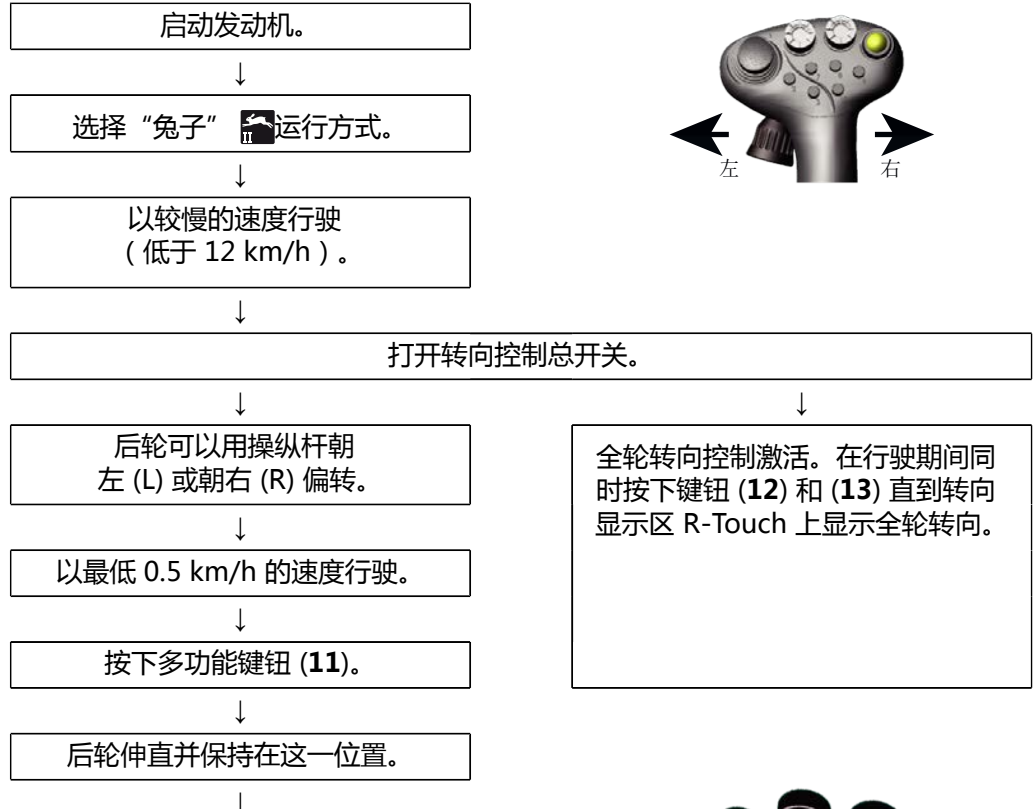 启动发动机。
选择“兔子” II 运行方式。
以较慢的速度行驶
(低于 12 km/h)。
左
右
打开转向控制总开关。
后轮可以用操纵杆朝
左 (L) 或朝右 (R) 偏转。
以最低 0.5 km/h 的速度行驶。
按下多功能键钮 (11)。
后轮伸直并保持在这一位置。
全轮转向控制激活。在行驶期间同
时按下键钮 (12) 和 (13) 直到转向
显示区 R-Touch 上显示全轮转向。